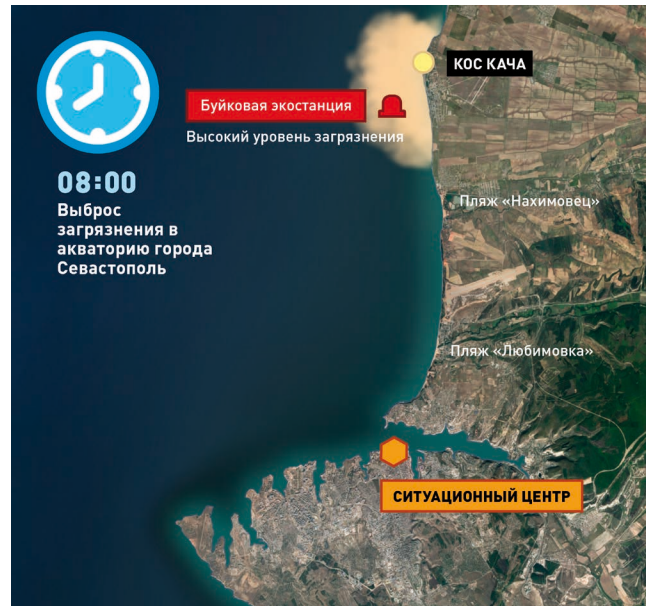 КОС КАЧА
Буйковая экостанция
Высокий уровень загрязнения
08:00
Выброс
загрязнения в
акваторию города
Севастополь
Пляж «Нахимовец»
Пляж «Любимовка»
СИТУАЦИОННЫЙ ЦЕНТР